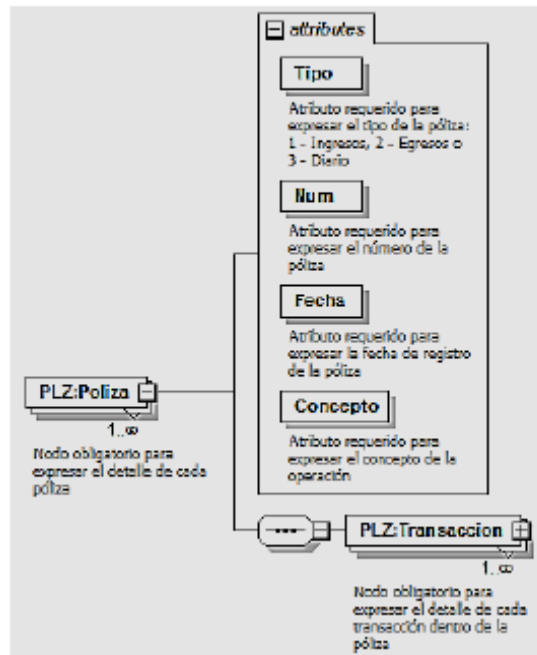 attributes
Tipo
Atributo requerido para
expresar el tipo de la póliza:
1 - Ingresos, 2 - Egresos o
3 - Diario
Num
Atributo requerido para
expresar el número de la
póliza
Fecha
Atributo requerido para
expresar la fecha de registro
de la póliza
Concepto
Atributo requerido para
expresar el concepto de la
operación
PLZ:Poliza
1..∞
Nodo obligatorio para
expresar el detalle de cada
póliza
PLZ:Transaccion
1..∞
Nodo obligatorio para
expresar el detalle de cada
transacción dentro de la
póliza